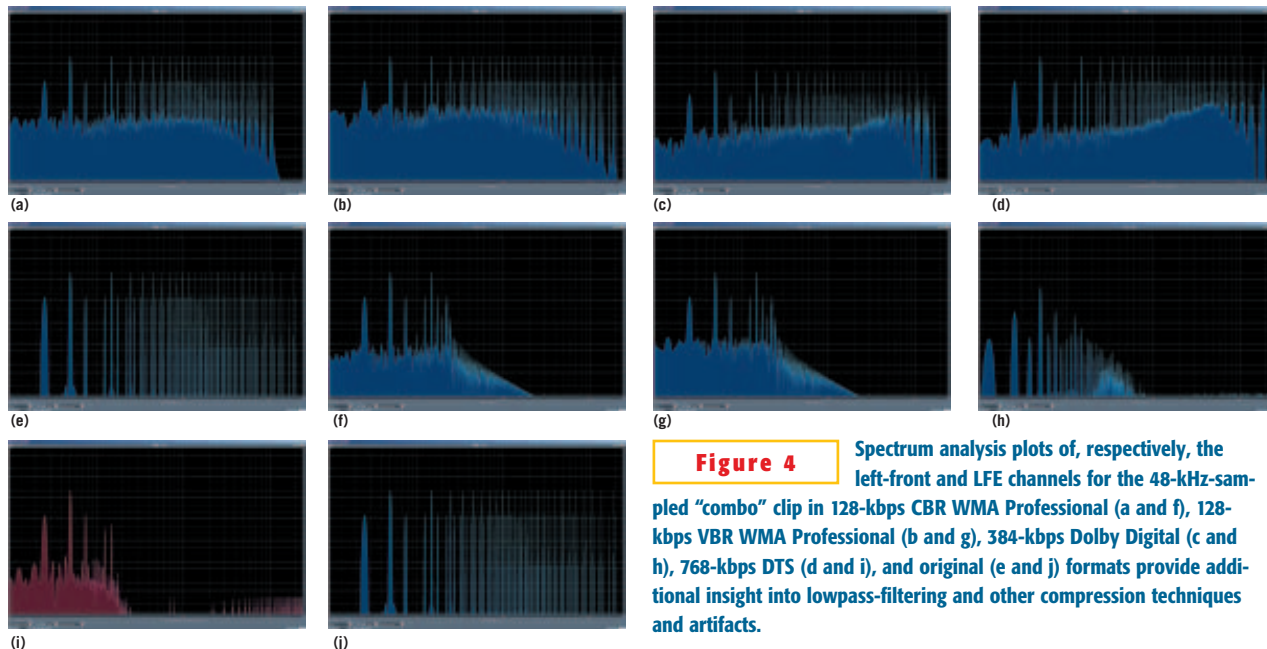 (a)
(b)
(c)
(d)
(e)
(f)
(g)
(h)
(i)
(j)
Figure 4
Spectrum analysis plots of, respectively, the
left-front and LFE channels for the 48-kHz-sam-
pled “combo” clip in 128-kbps CBR WMA Professional (a and f), 128-
kbps VBR WMA Professional (b and g), 384-kbps Dolby Digital (c and
h), 768-kbps DTS (d and i), and original (e and j) formats provide addi-
tional insight into lowpass-filtering and other compression techniques
and artifacts.